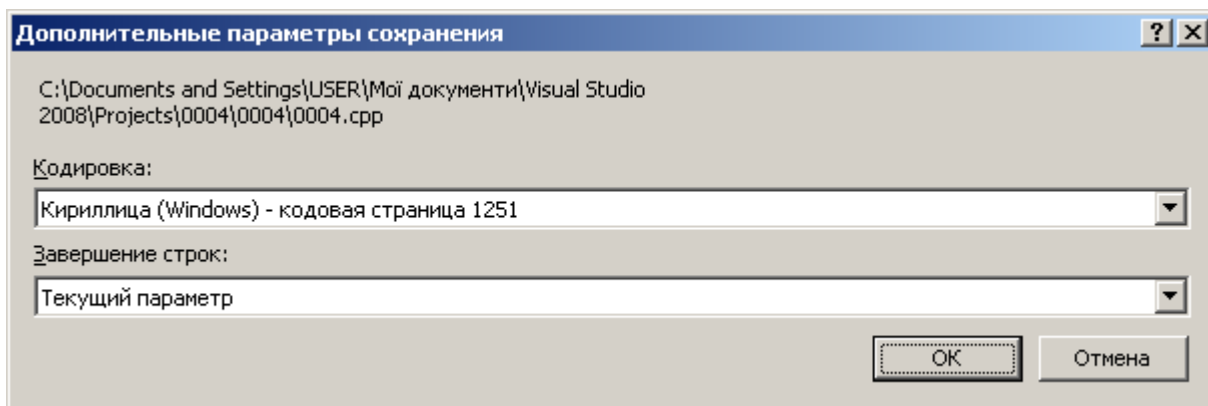 Дополнительные параметры сохранения
C:\Documents and Settings\USER\Мої документи\Visual Studio
2008\Projects\0004\0004\0004.cpp
Кодировка:
Кириллица (Windows) - кодовая страница 1251
Завершение строк:
Текущий параметр
OK Отмена